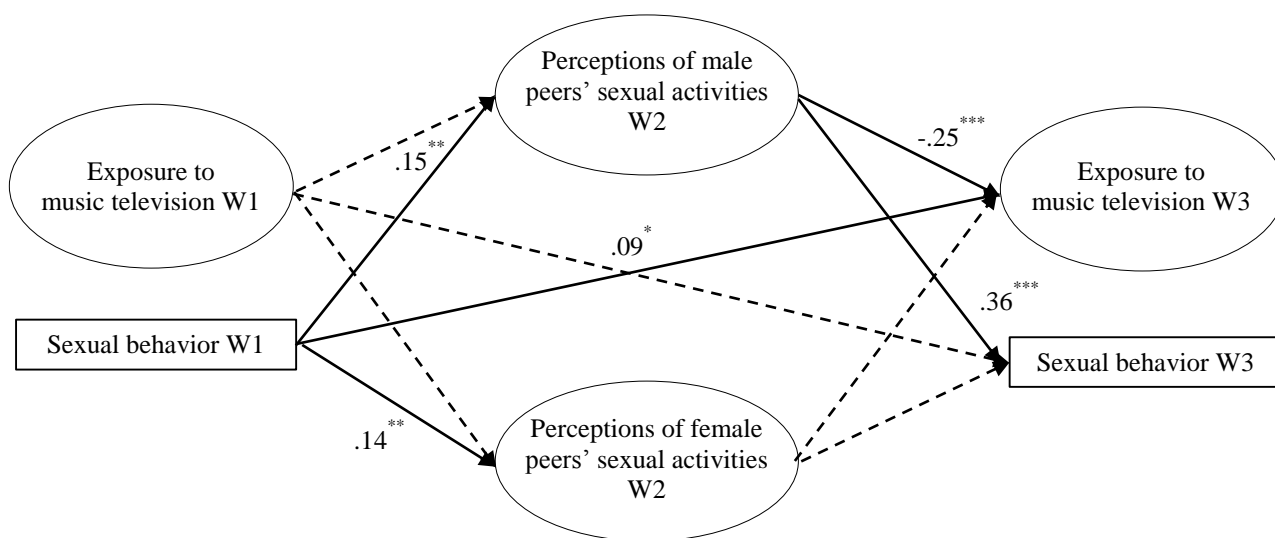 Perceptions of male
peers’ sexual activities
W2
Exposure to
music television W1
.15**
-.25***
Exposure to
music television W3
.09*
.36***
Sexual behavior W1
Sexual behavior W3
.14**
Perceptions of female
peers’ sexual activities
W2